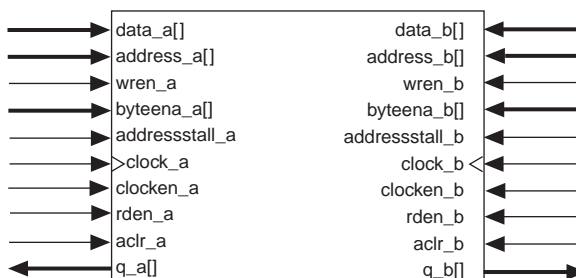 data_a[] data_b[]
address_a[] address_b[]
wren_a wren_b
byteena_a[] byteena_b[]
addressstall_a addressstall_b
clock_a clock_b
clocken_a clocken_b
rden_a rden_b
aclr_a aclr_b
q_a[] q_b[]